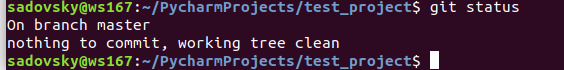 sadovsky@ws167:~/PycharmProjects/test_project$ git status
On branch master
nothing to commit, working tree clean
sadovsky@ws167:~/PycharmProjects/test_project$